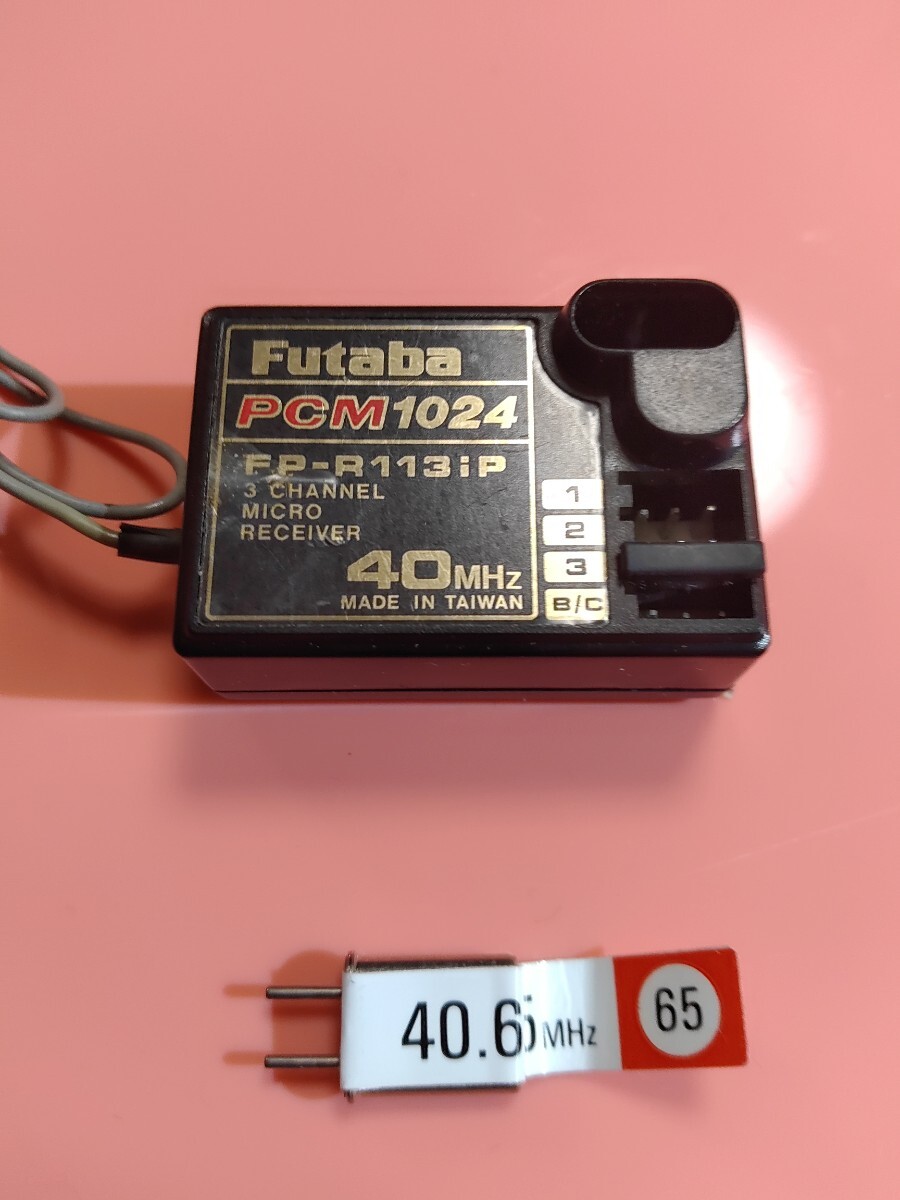 Futaba
PCM1024
FP-R113iP
3 CHANNEL
MICRO
RECEIVER
40MHz
MADE IN TAIWAN
1
2
3
B/C
40.65MHz
65